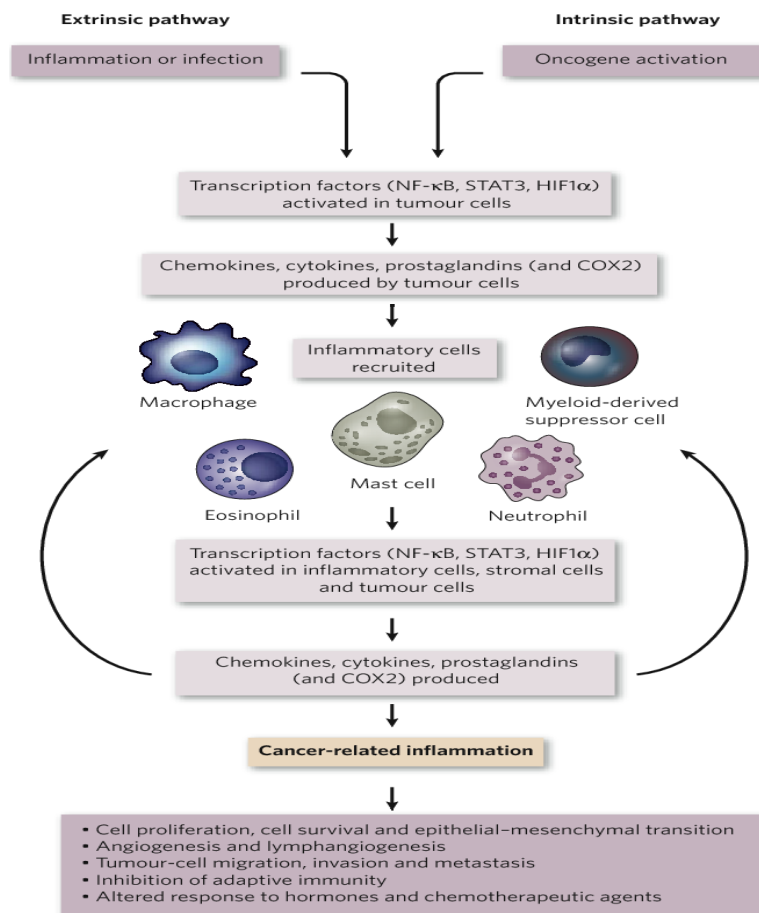 Extrinsic pathway
Intrinsic pathway
Inflammation or infection
Oncogene activation
Transcription factors (NF-κB, STAT3, HIF1α)
activated in tumour cells
Chemokines, cytokines, prostaglandins (and COX2)
produced by tumour cells
Inflammatory cells
recruited
Macrophage
Myeloid-derived
suppressor cell
Mast cell
Eosinophil
Neutrophil
Transcription factors (NF-κB, STAT3, HIF1α)
activated in inflammatory cells, stromal cells
and tumour cells
Chemokines, cytokines, prostaglandins
(and COX2) produced
Cancer-related inflammation
• Cell proliferation, cell survival and epithelial–mesenchymal transition
• Angiogenesis and lymphangiogenesis
• Tumour-cell migration, invasion and metastasis
• Inhibition of adaptive immunity
• Altered response to hormones and chemotherapeutic agents